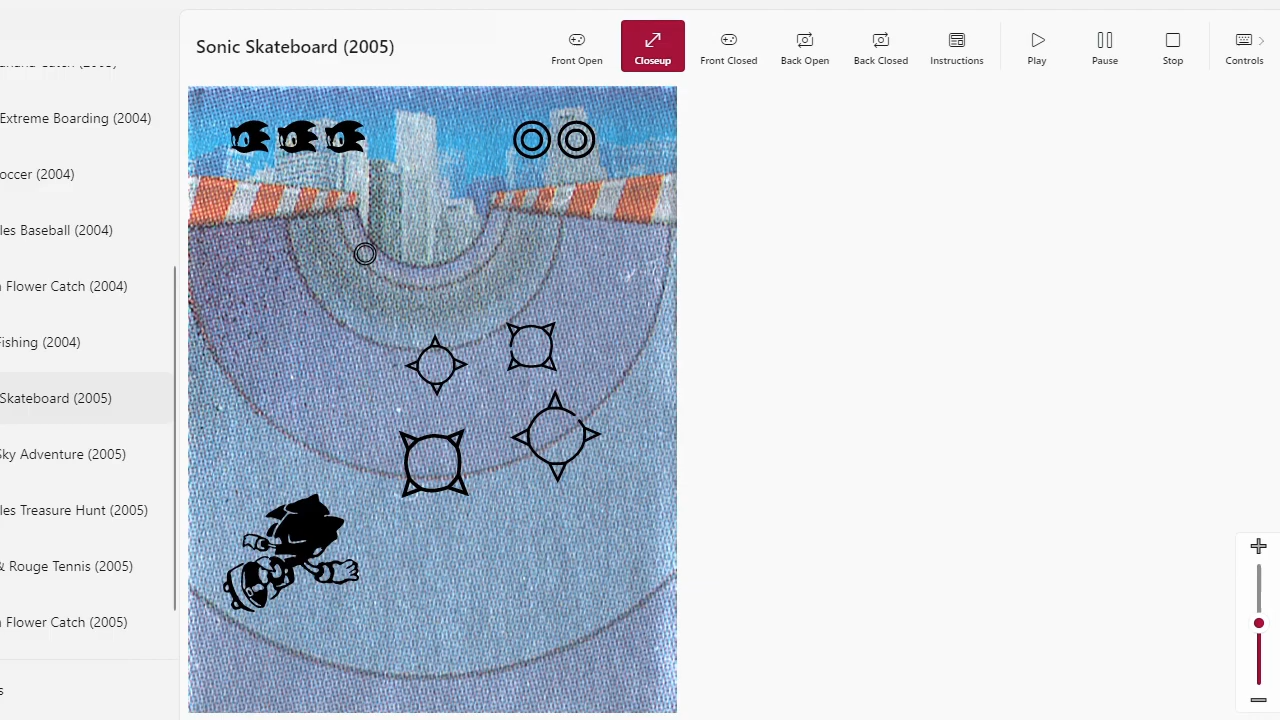 Sonic Skateboard (2005)
Front Open
Closeup
Front Closed
Back Open
Back Closed
Instructions
Play
Pause
Stop
Controls
Extreme Boarding (2004)
occer (2004)
les Baseball (2004)
Flower Catch (2004)
Fishing (2004)
Skateboard (2005)
Sky Adventure (2005)
les Treasure Hunt (2005)
& Rouge Tennis (2005)
Flower Catch (2005)
s